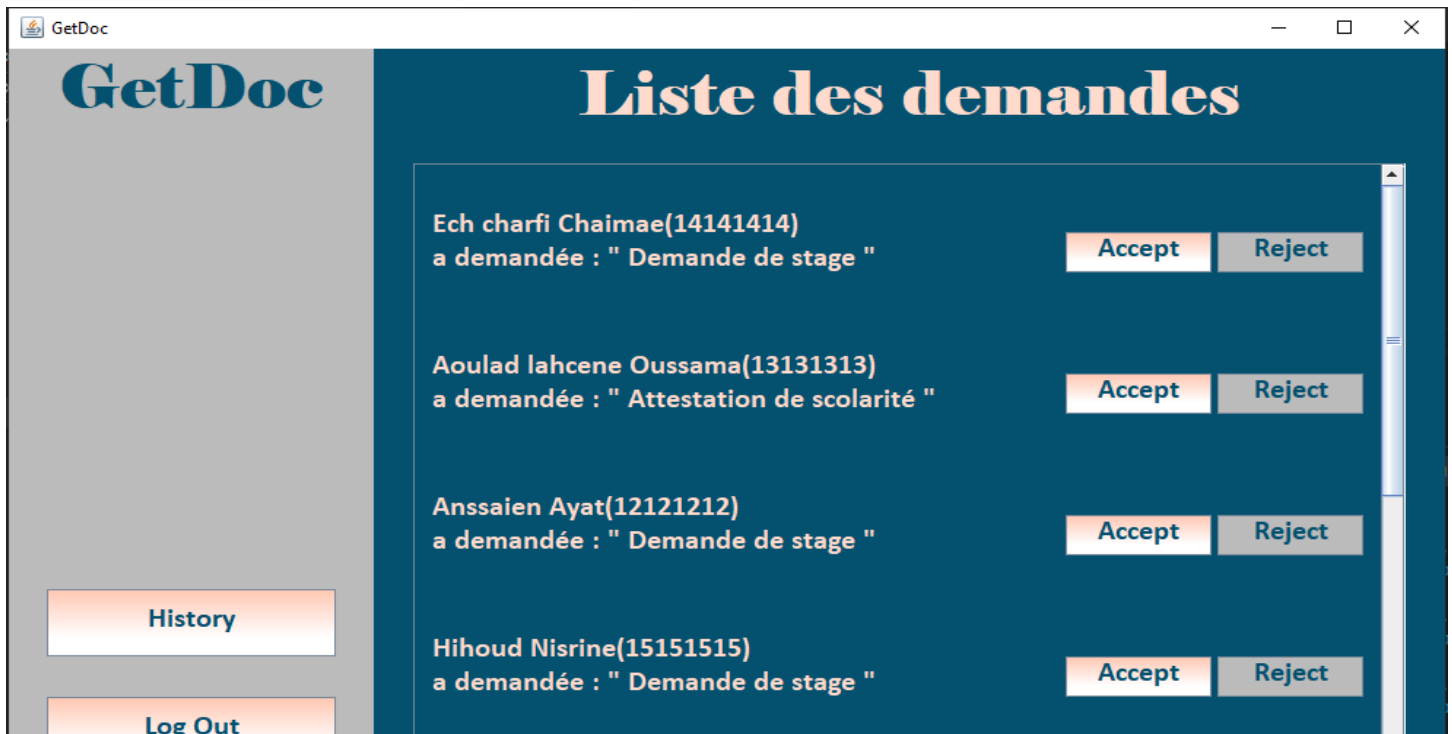 GetDoc
GetDoc
Liste des demandes
Ech charfi Chaimae(14141414)
a demandée : " Demande de stage "
Accept
Reject
Aoulad lahcene Oussama(13131313)
a demandée : " Attestation de scolarité "
Accept
Reject
Anssaien Ayat(12121212)
a demandée : " Demande de stage "
Accept
Reject
Hihoud Nisrine(15151515)
a demandée : " Demande de stage "
Accept
Reject
History
Log Out